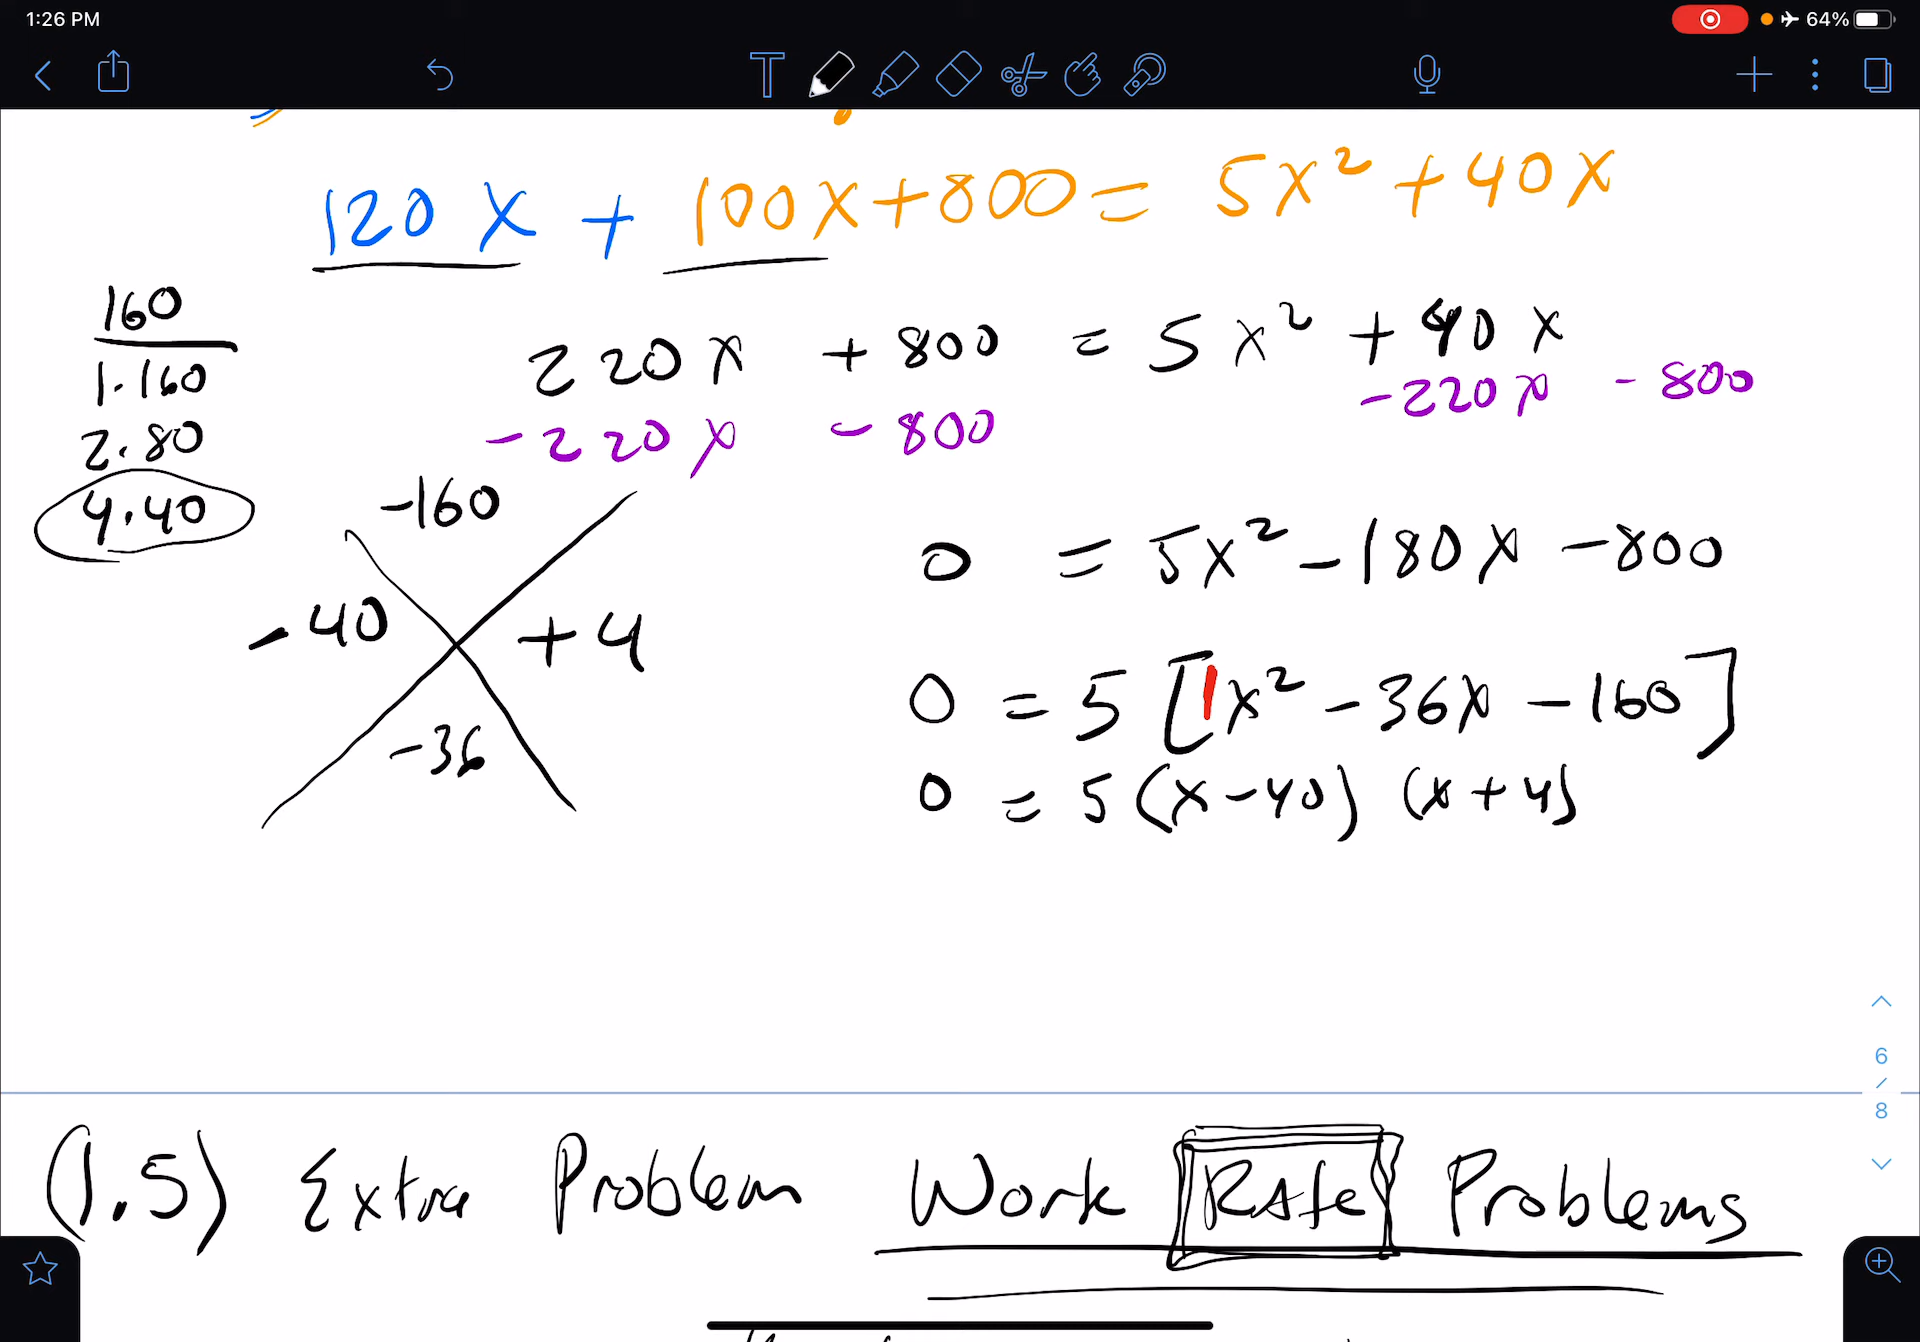 1:26 PM
64%
120x + 100x+800= 5x² +40x
160
1·160
2·80
4·40
220x + 800 = 5x² + 40x
-220x - 800 -220x - 800
-160
-40 +4
-36
0 = 5x² - 180x - 800
0 = 5 [1x² - 36x - 160]
0 = 5 (x-40) (x+4)
6
/
8
(1.5) Extra Problem Work Rate Problems